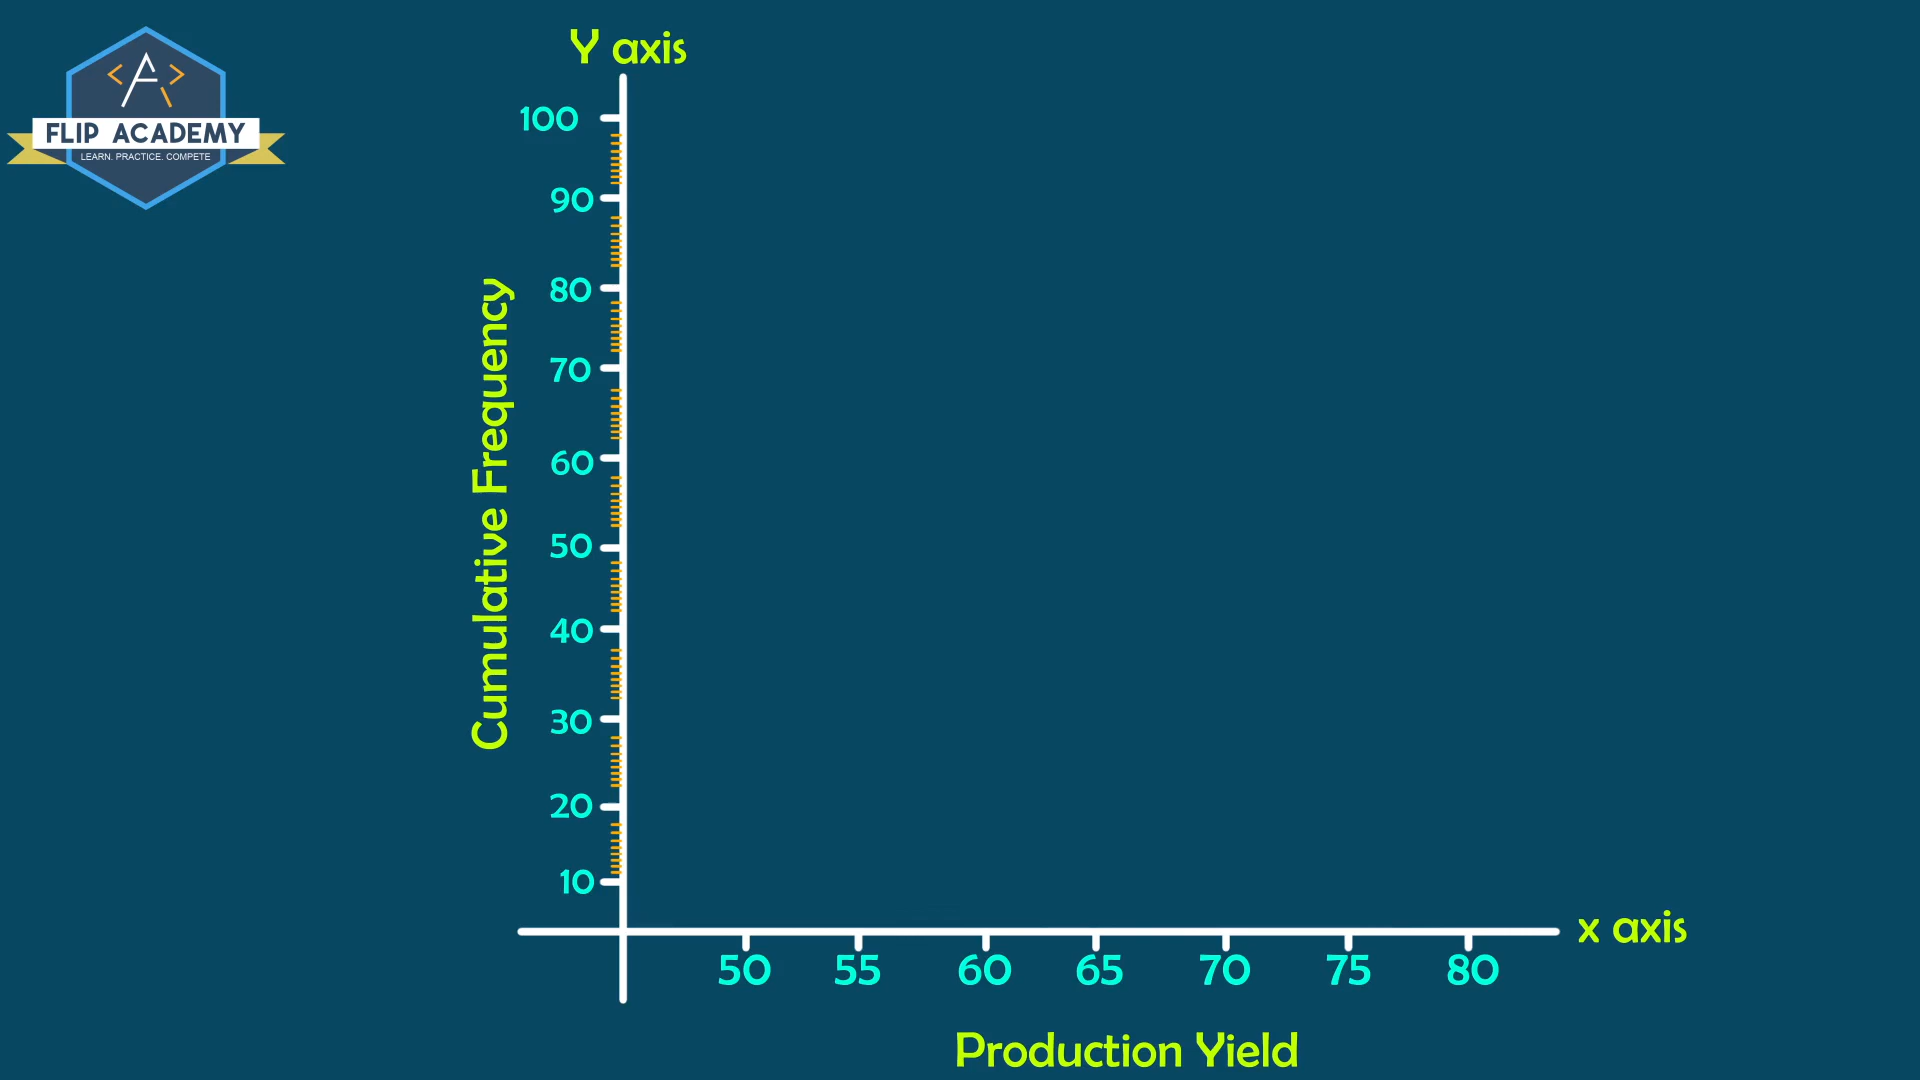 FLIP ACADEMY
LEARN. PRACTICE. COMPETE
Y axis
100
90
80
70
60
50
40
30
20
10
Cumulative Frequency
x axis
50 55 60 65 70 75 80
Production Yield